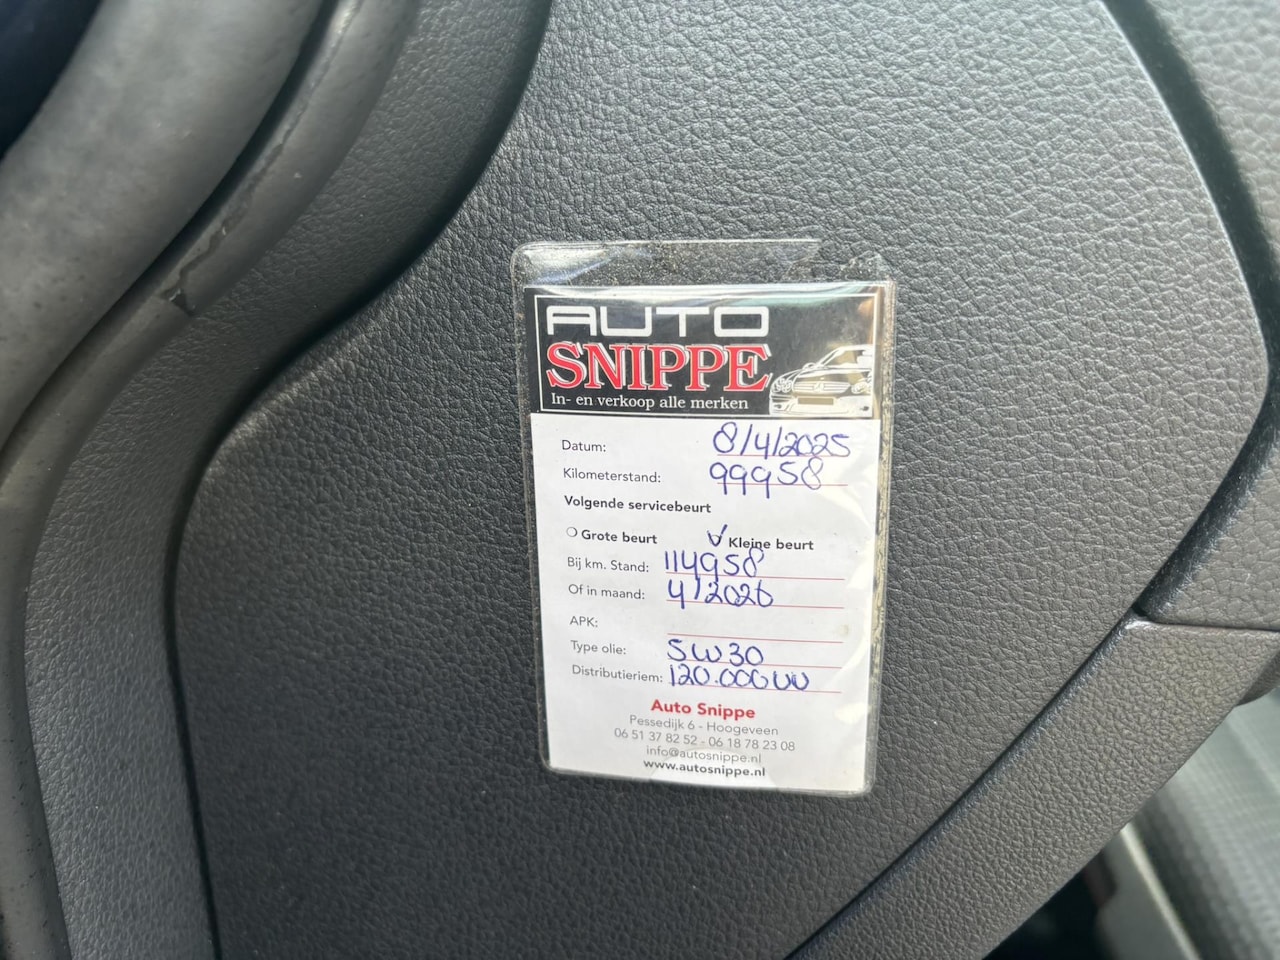 AUTO
SNIPPE
In- en verkoop alle merken
Datum: 8/4/2025
Kilometerstand: 99958
Volgende servicebeurt
Grote beurt Kleine beurt
Bij km. Stand: 114958
Of in maand: 4/2026
APK:
Type olie: 5W30
Distributieriem: 120.000
Auto Snippe
Pessedijk 6 - Hoogeveen
06 51 37 82 52 - 06 18 78 23 08
info@autosnippe.nl
www.autosnippe.nl